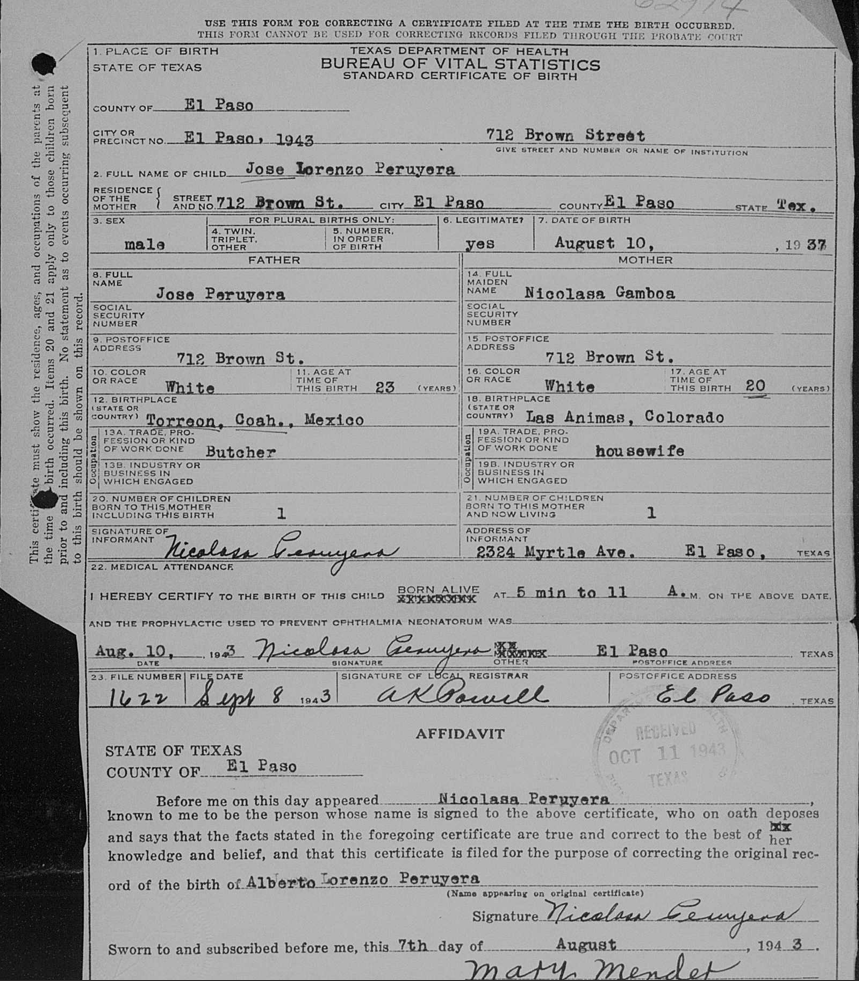 62914
USE THIS FORM FOR CORRECTING A CERTIFICATE FILED AT THE TIME THE BIRTH OCCURRED.
THIS FORM CANNOT BE USED FOR CORRECTING RECORDS FILED THROUGH THE PROBATE COURT
1. PLACE OF BIRTH TEXAS DEPARTMENT OF HEALTH
STATE OF TEXAS BUREAU OF VITAL STATISTICS
STANDARD CERTIFICATE OF BIRTH
COUNTY OF El Paso
CITY OR PRECINCT NO. El Paso, 1943 712 Brown Street
GIVE STREET AND NUMBER OR NAME OF INSTITUTION
2. FULL NAME OF CHILD Jose Lorenzo Peruyera
RESIDENCE OF THE MOTHER { STREET AND NO. 712 Brown St. CITY El Paso COUNTY El Paso STATE Tex.
3. SEX male FOR PLURAL BIRTHS ONLY: 4. TWIN, TRIPLET, OTHER 5. NUMBER, IN ORDER OF BIRTH 6. LEGITIMATE? yes 7. DATE OF BIRTH August 10, , 1937
FATHER MOTHER
8. FULL NAME Jose Peruyera 14. FULL MAIDEN NAME Nicolasa Gamboa
SOCIAL SECURITY NUMBER SOCIAL SECURITY NUMBER
9. POSTOFFICE ADDRESS 712 Brown St. 15. POSTOFFICE ADDRESS 712 Brown St.
10. COLOR OR RACE White 11. AGE AT TIME OF THIS BIRTH 23 (YEARS) 16. COLOR OR RACE White 17. AGE AT TIME OF THIS BIRTH 20 (YEARS)
12. BIRTHPLACE (STATE OR COUNTRY) Torreon, Coah., Mexico 18. BIRTHPLACE (STATE OR COUNTRY) Las Animas, Colorado
Occupation 13A. TRADE, PROFESSION OR KIND OF WORK DONE Butcher Occupation 19A. TRADE, PROFESSION OR KIND OF WORK DONE housewife
13B. INDUSTRY OR BUSINESS IN WHICH ENGAGED 19B. INDUSTRY OR BUSINESS IN WHICH ENGAGED
20. NUMBER OF CHILDREN BORN TO THIS MOTHER INCLUDING THIS BIRTH 1 21. NUMBER OF CHILDREN BORN TO THIS MOTHER AND NOW LIVING 1
SIGNATURE OF INFORMANT Nicolasa Peruyera ADDRESS OF INFORMANT 2324 Myrtle Ave. El Paso, TEXAS
22. MEDICAL ATTENDANCE
I HEREBY CERTIFY TO THE BIRTH OF THIS CHILD BORN ALIVE AT 5 min to 11 A.M. ON THE ABOVE DATE.
AND THE PROPHYLACTIC USED TO PREVENT OPHTHALMIA NEONATORUM WAS
Aug. 10, , 1943 Nicolasa Peruyera El Paso TEXAS
DATE SIGNATURE OTHER POSTOFFICE ADDRESS
23. FILE NUMBER FILE DATE SIGNATURE OF LOCAL REGISTRAR POSTOFFICE ADDRESS
1622 Sept 8 1943 AK Powell El Paso TEXAS
AFFIDAVIT
RECEIVED
OCT 11 1943
TEXAS
STATE OF TEXAS
COUNTY OF El Paso
Before me on this day appeared Nicolasa Peruyera,
known to me to be the person whose name is signed to the above certificate, who on oath deposes
and says that the facts stated in the foregoing certificate are true and correct to the best of her
knowledge and belief, and that this certificate is filed for the purpose of correcting the original rec-
ord of the birth of Alberto Lorenzo Peruyera
(Name appearing on original certificate)
Signature Nicolasa Peruyera
Sworn to and subscribed before me, this 7th day of August, 1943.
Mary Mendez
This certificate must show the residence, ages, and occupations of the parents at
the time birth occurred. Items 20 and 21 apply only to those children born
prior to and including this birth. No statement as to events occurring subsequent
to this birth should be shown on this record.